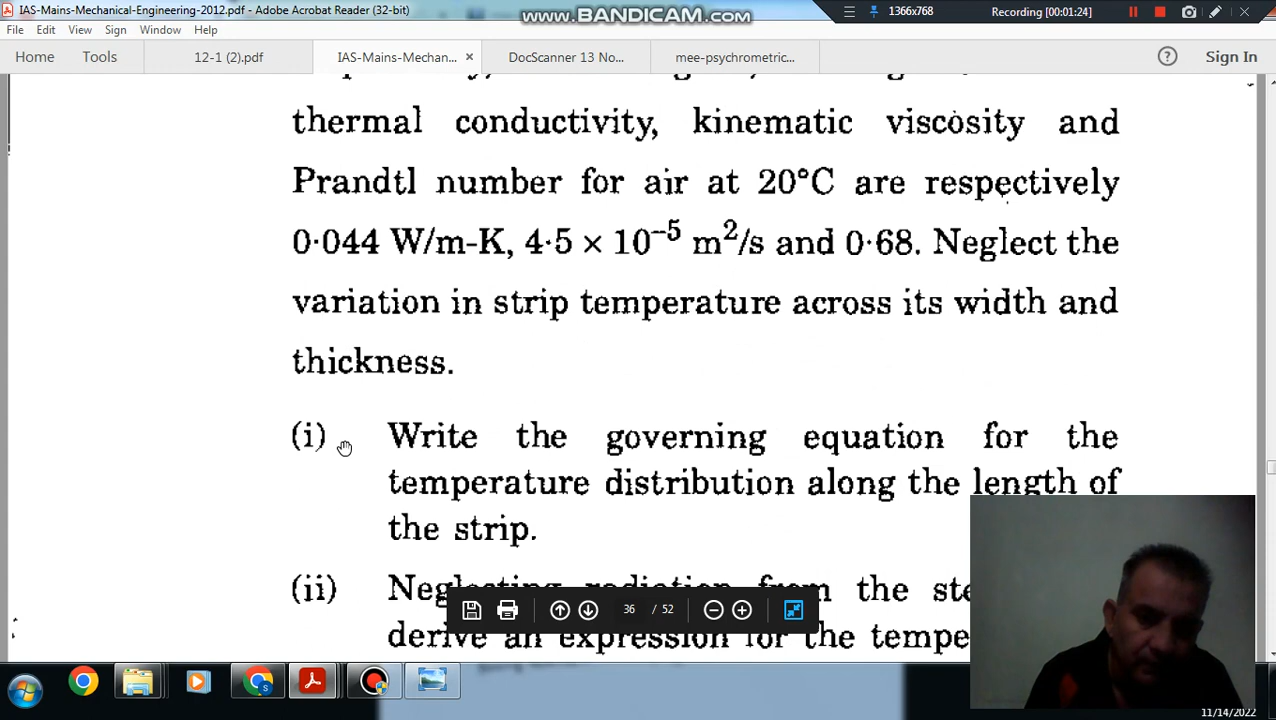 IAS-Mains-Mechanical-Engineering-2012.pdf - Adobe Acrobat Reader (32-bit)
www.BANDICAM.com
1366x768
Recording [00:01:24]
File Edit View Sign Window Help
Home Tools 12-1 (2).pdf IAS-Mains-Mechan... × DocScanner 13 No... mee-psychrometric... Sign In
thermal conductivity, kinematic viscosity and
Prandtl number for air at 20°C are respectively
0·044 W/m-K, 4·5 × 10⁻⁵ m²/s and 0·68. Neglect the
variation in strip temperature across its width and
thickness.
(i) Write the governing equation for the
temperature distribution along the length of
the strip.
(ii) Neglecting radiation from the
derive an expression for the
36 / 52
11/14/2022